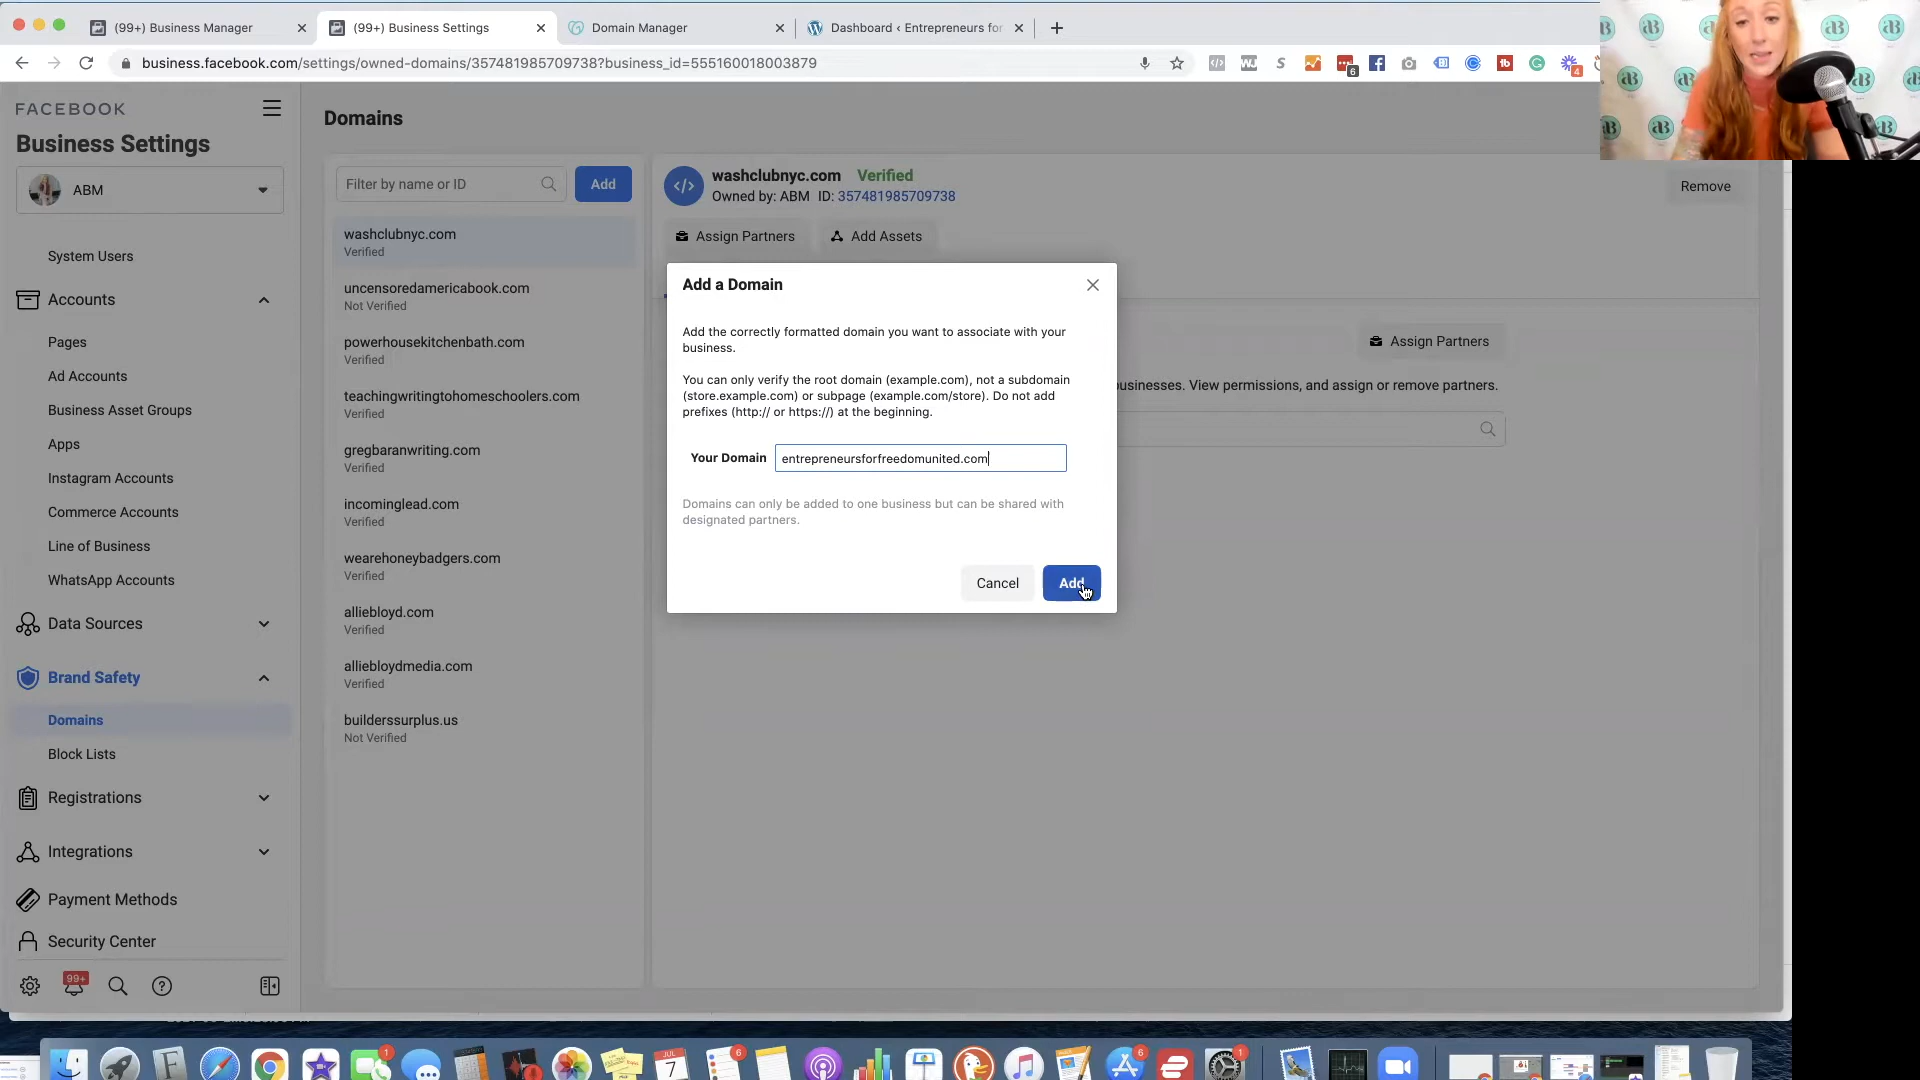 (99+) Business Manager
(99+) Business Settings
Domain Manager
Dashboard ‹ Entrepreneurs for
business.facebook.com/settings/owned-domains/357481985709738?business_id=555160018003879
FACEBOOK
Business Settings
ABM
System Users
Accounts
Pages
Ad Accounts
Business Asset Groups
Apps
Instagram Accounts
Commerce Accounts
Line of Business
WhatsApp Accounts
Data Sources
Brand Safety
Domains
Block Lists
Registrations
Integrations
Payment Methods
Security Center
99+
Domains
Filter by name or ID
Add
washclubnyc.com
Verified
uncensoredamericabook.com
Not Verified
powerhousekitchenbath.com
Verified
teachingwritingtohomeschoolers.com
Verified
gregbaranwriting.com
Verified
incominglead.com
Verified
wearehoneybadgers.com
Verified
alliebloyd.com
Verified
alliebloydmedia.com
Verified
builderssurplus.us
Not Verified
washclubnyc.com Verified
Owned by: ABM ID: 357481985709738
Remove
Assign Partners
Add Assets
Assign Partners
businesses. View permissions, and assign or remove partners.
Add a Domain
Add the correctly formatted domain you want to associate with your
business.
You can only verify the root domain (example.com), not a subdomain
(store.example.com) or subpage (example.com/store). Do not add
prefixes (http:// or https://) at the beginning.
Your Domain
entrepreneursforfreedomunited.com
Domains can only be added to one business but can be shared with
designated partners.
Cancel
Add
JUL
7